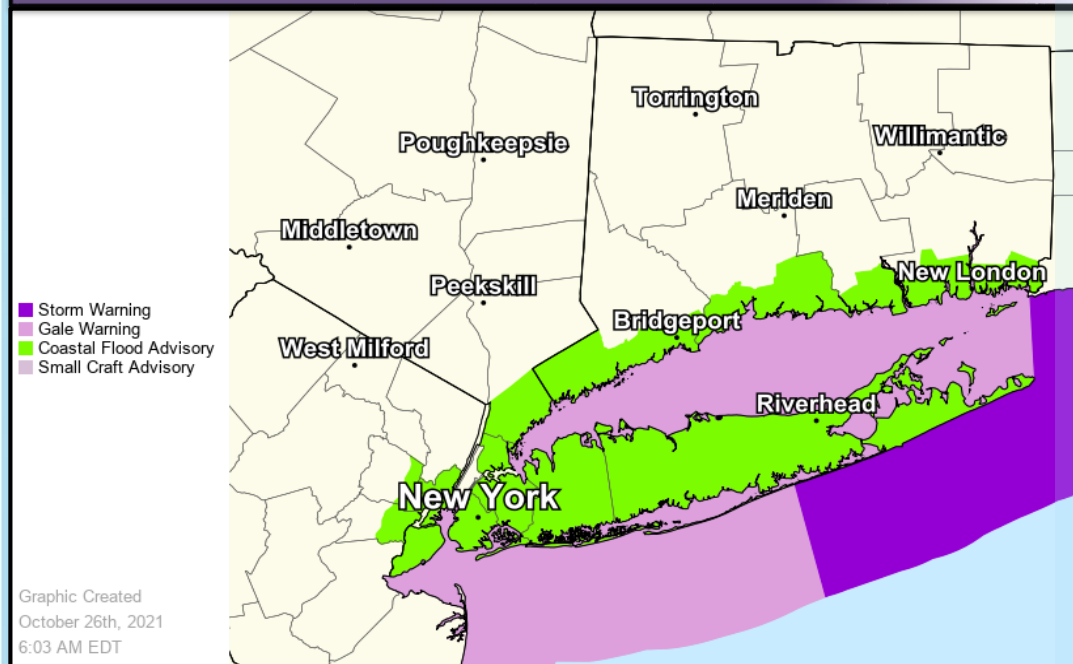 Torrington
Poughkeepsie
Willimantic
Meriden
Middletown
New London
Peekskill
Storm Warning
Gale Warning
Bridgeport
Coastal Flood Advisory
West Milford
Small Craft Advisory
Riverhead
New York
Graphic Created
October 26th, 2021
6:03 AM EDT